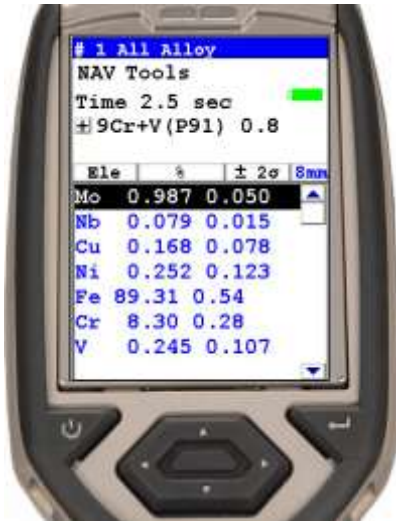 # 1 All Alloy
NAV Tools
Time 2.5 sec
+ 9Cr+V(P91) 0.8
Ele % ± 2σ 8mm
Mo 0.987 0.050
Nb 0.079 0.015
Cu 0.168 0.078
Ni 0.252 0.123
Fe 89.31 0.54
Cr 8.30 0.28
V 0.245 0.107